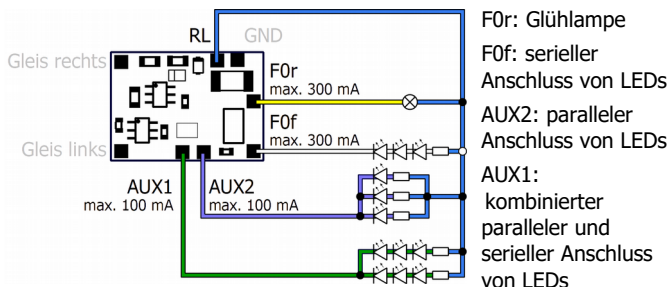 RL
GND
Gleis rechts
F0r
max. 300 mA
F0f
max. 300 mA
Gleis links
AUX1
max. 100 mA
AUX2
max. 100 mA
F0r: Glühlampe
F0f: serieller
Anschluss von LEDs
AUX2: paralleler
Anschluss von LEDs
AUX1:
kombinierter
paralleler und
serieller Anschluss
von LEDs